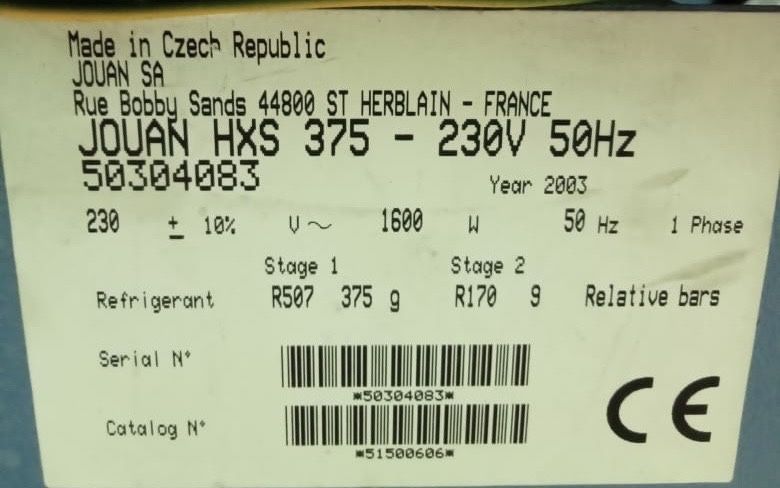 Made in Czech Republic
JOUAN SA
Rue Bobby Sands 44800 ST HERBLAIN - FRANCE
JOUAN HXS 375 - 230V 50Hz
50304083 Year 2003
230 ± 10% V ~ 1600 W 50 Hz 1 Phase
Stage 1 Stage 2
Refrigerant R507 375 g R170 9 Relative bars
Serial N°
*50304083*
Catalog N°
*51500606*
CE